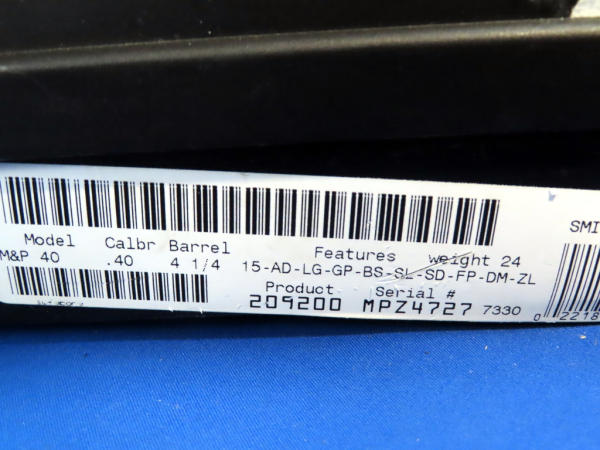 SMI
Model Calbr Barrel Features weight 24
M&P 40 .40 4 1/4 15-AD-LG-GP-BS-SL-SD-FP-DM-ZL
Product Serial #
209200 MPZ4727 7330
0 2218